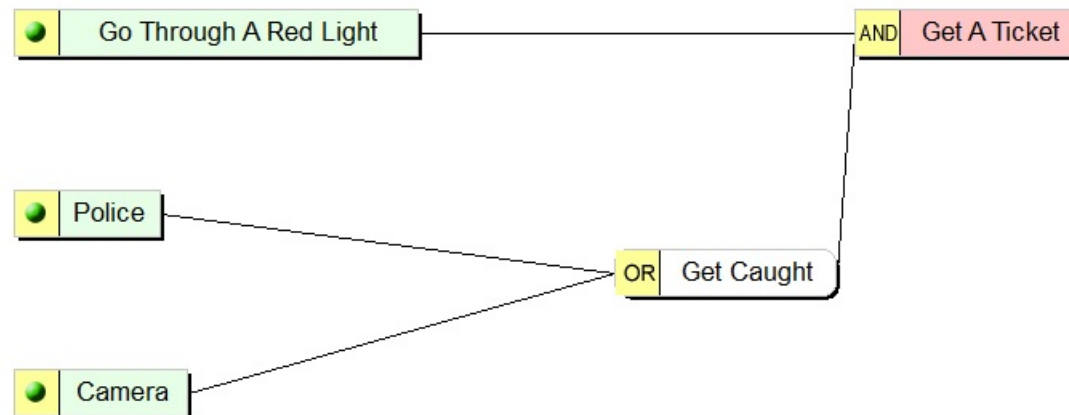 Go Through A Red Light
AND Get A Ticket
Police
OR Get Caught
Camera